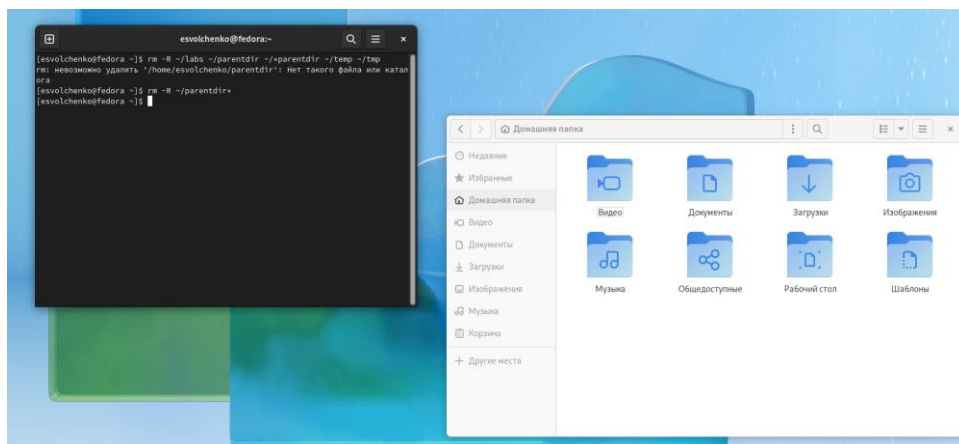 esvolchenko@fedora:~
[esvolchenko@fedora ~]$ rm -R ~/labs ~/parentdir ~/*parentdir ~/temp ~/tmp
rm: невозможно удалить '/home/esvolchenko/parentdir': Нет такого файла или катал
ога
[esvolchenko@fedora ~]$ rm -R ~/parentdir*
[esvolchenko@fedora ~]$
Домашняя папка
Недавние
Избранные
Домашняя папка
Видео
Документы
Загрузки
Изображения
Музыка
Корзина
Другие места
Видео
Документы
Загрузки
Изображения
Музыка
Общедоступные
Рабочий стол
Шаблоны